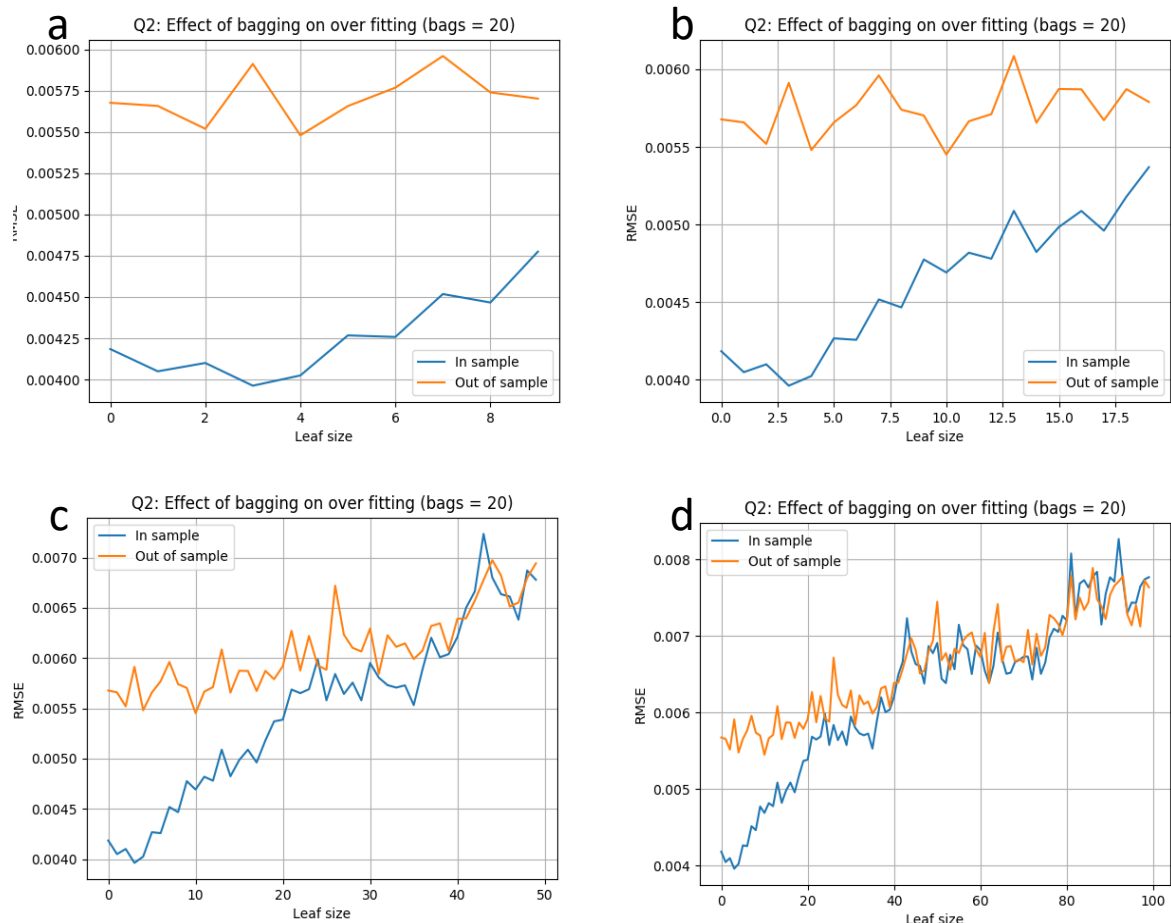 a
Q2: Effect of bagging on over fitting (bags = 20)
0.00600
0.00575
0.00550
0.00525
0.00500
0.00475
0.00450
0.00425
0.00400
RMSE
0 2 4 6 8
Leaf size
In sample
Out of sample
b
Q2: Effect of bagging on over fitting (bags = 20)
0.0060
0.0055
0.0050
0.0045
0.0040
RMSE
0.0 2.5 5.0 7.5 10.0 12.5 15.0 17.5
Leaf size
In sample
Out of sample
c
Q2: Effect of bagging on over fitting (bags = 20)
In sample
Out of sample
0.0070
0.0065
0.0060
0.0055
0.0050
0.0045
0.0040
RMSE
0 10 20 30 40 50
Leaf size
d
Q2: Effect of bagging on over fitting (bags = 20)
In sample
Out of sample
0.008
0.007
0.006
0.005
0.004
RMSE
0 20 40 60 80 100
Leaf size